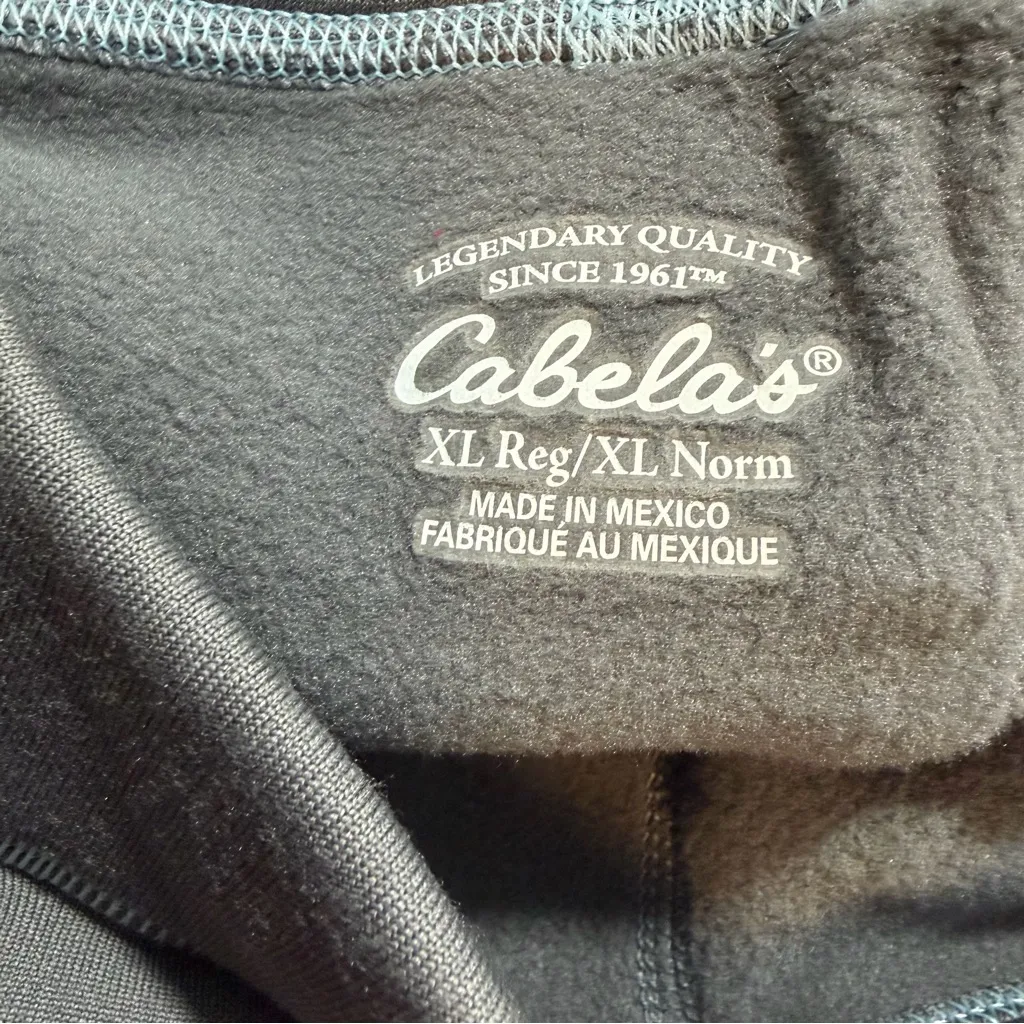 LEGENDARY QUALITY
SINCE 1961™
Cabela's®
XL Reg/XL Norm
MADE IN MEXICO
FABRIQUÉ AU MEXIQUE